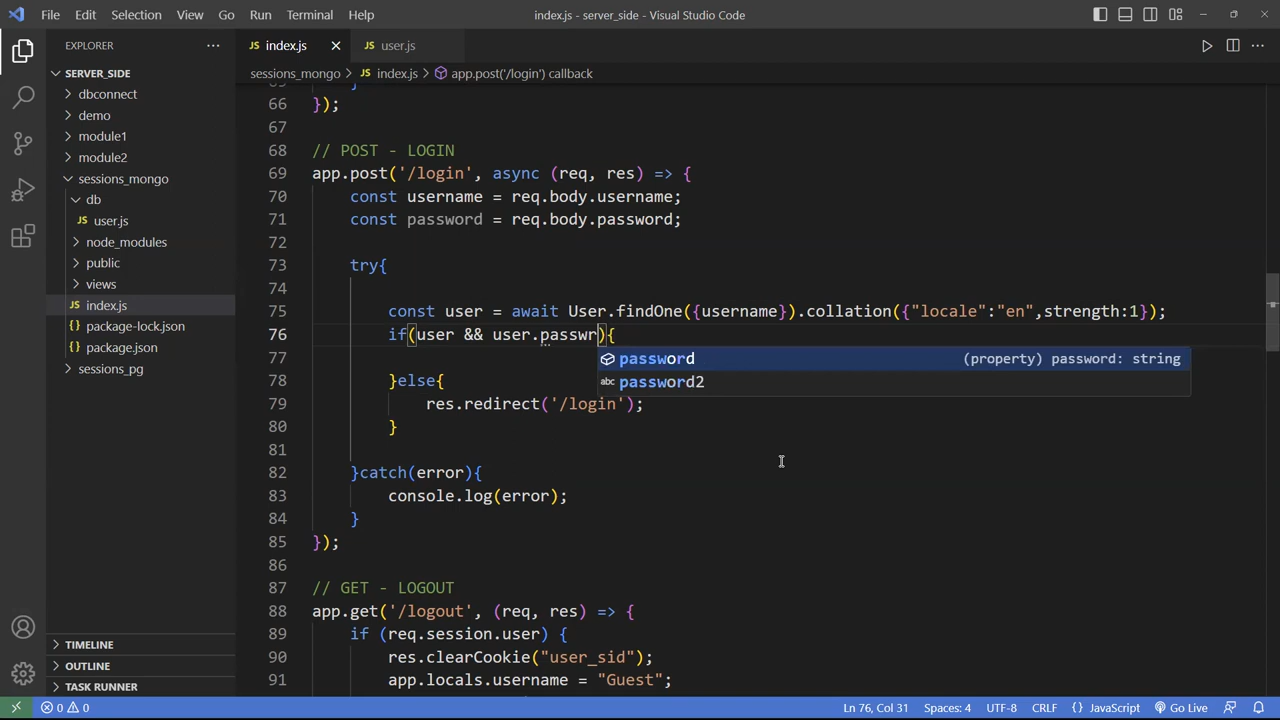 File Edit Selection View Go Run Terminal Help
index.js - server_side - Visual Studio Code
EXPLORER
SERVER_SIDE
dbconnect
demo
module1
module2
sessions_mongo
db
user.js
node_modules
public
views
index.js
package-lock.json
package.json
sessions_pg
TIMELINE
OUTLINE
TASK RUNNER
index.js user.js
sessions_mongo > index.js > app.post('/login') callback
66 });
67
68 // POST - LOGIN
69 app.post('/login', async (req, res) => {
70 const username = req.body.username;
71 const password = req.body.password;
72
73 try{
74
75 const user = await User.findOne({username}).collation({"locale":"en",strength:1});
76 if(user && user.passwr){
password (property) password: string
abc password2
77
78 }else{
79 res.redirect('/login');
80 }
81
82 }catch(error){
83 console.log(error);
84 }
85 });
86
87 // GET - LOGOUT
88 app.get('/logout', (req, res) => {
89 if (req.session.user) {
90 res.clearCookie("user_sid");
91 app.locals.username = "Guest";
0 0 Ln 76, Col 31 Spaces: 4 UTF-8 CRLF {} JavaScript Go Live